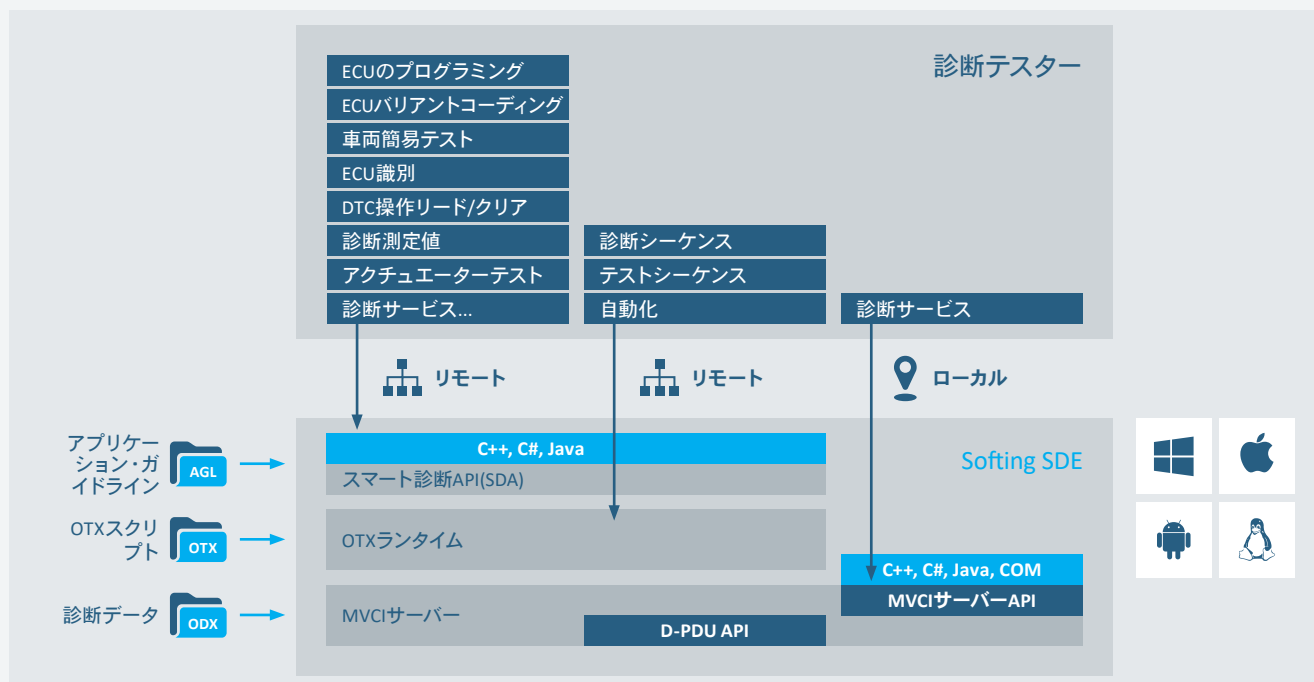 診断テスター
ECUのプログラミング
ECUバリアントコーディング
車両簡易テスト
ECU識別
DTC操作リード/クリア
診断測定値
アクチュエーターテスト
診断サービス...
診断シーケンス
テストシーケンス
自動化
診断サービス
リモート
リモート
ローカル
アプリケー
ション・ガ
イドライン
AGL
OTXスクリ
プト
OTX
診断データ
ODX
Softing SDE
C++, C#, Java
スマート診断API(SDA)
OTXランタイム
C++, C#, Java, COM
MVCIサーバーAPI
MVCIサーバー
D-PDU API